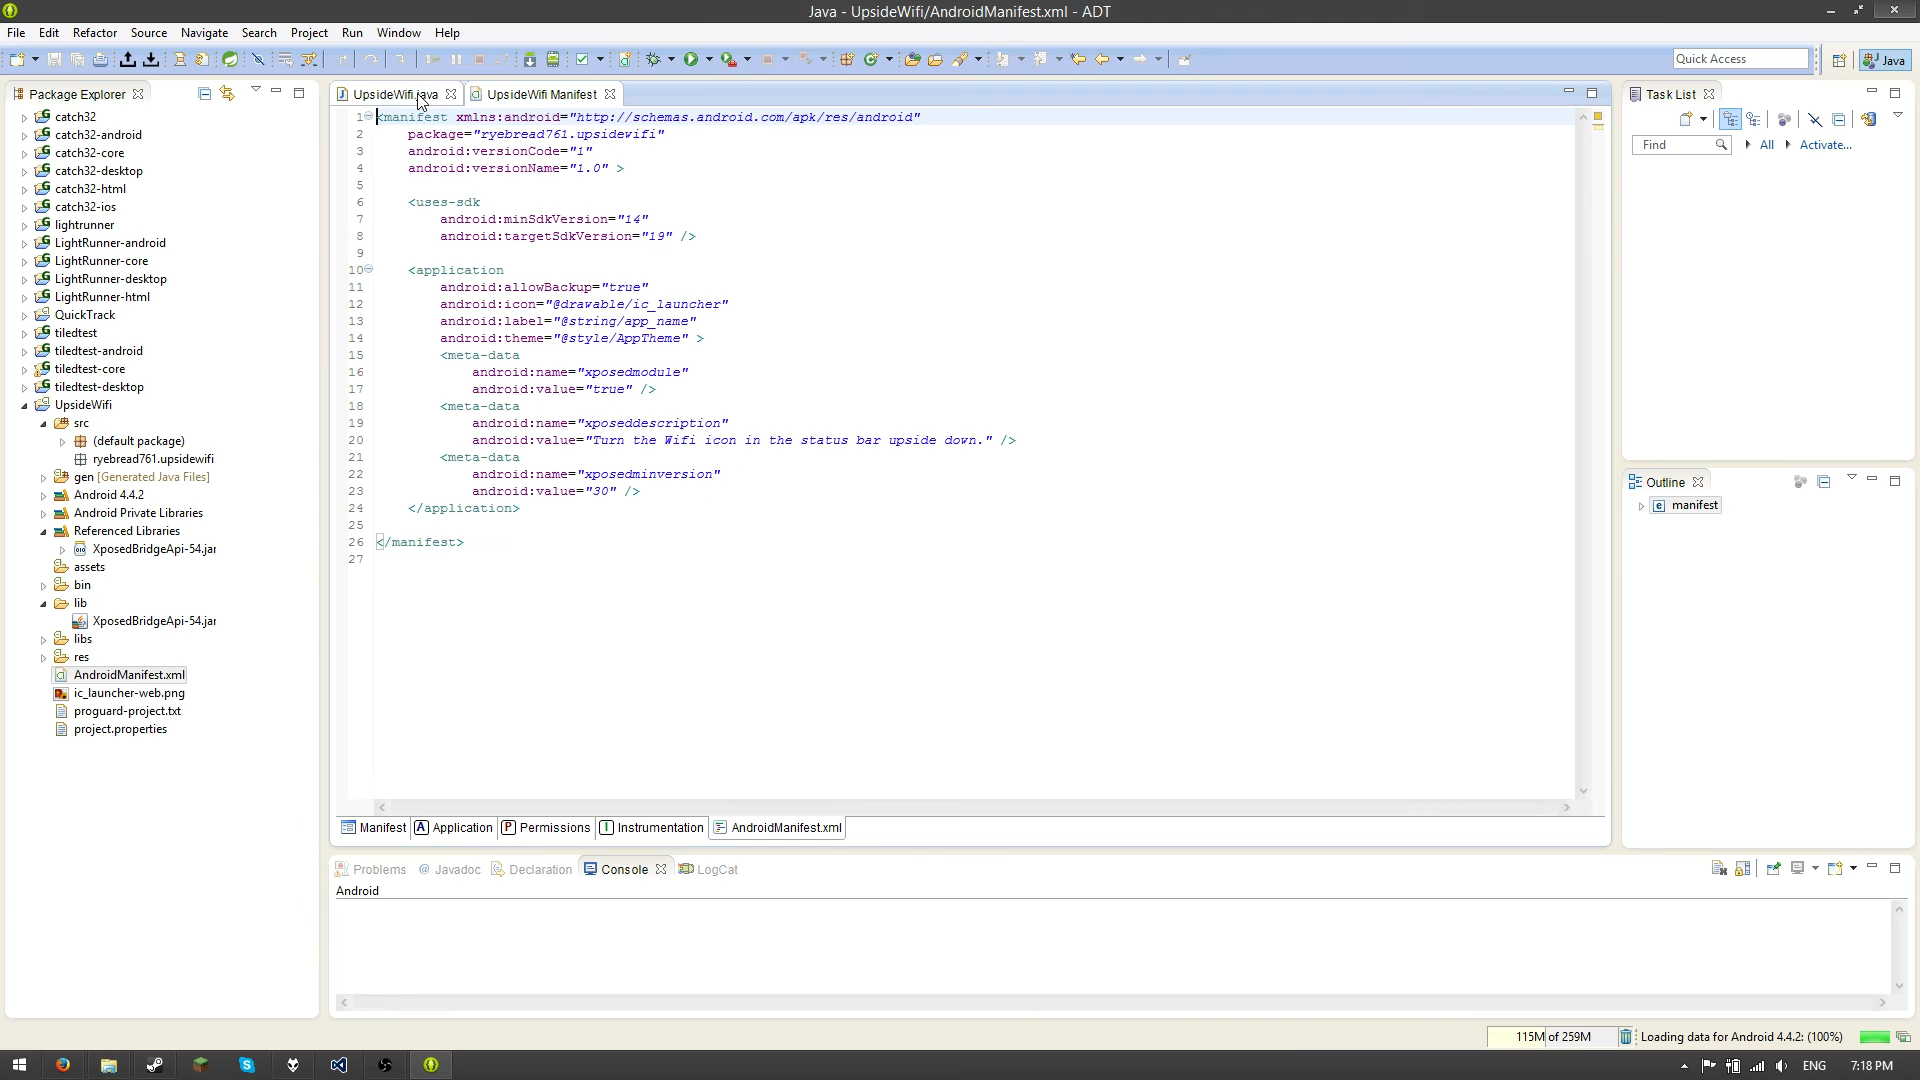 Java - UpsideWifi/AndroidManifest.xml - ADT
File Edit Refactor Source Navigate Search Project Run Window Help
Quick Access
Java
Package Explorer
catch32
catch32-android
catch32-core
catch32-desktop
catch32-html
catch32-ios
lightrunner
LightRunner-android
LightRunner-core
LightRunner-desktop
LightRunner-html
QuickTrack
tiledtest
tiledtest-android
tiledtest-core
tiledtest-desktop
UpsideWifi
src
(default package)
ryebread761.upsidewifi
gen [Generated Java Files]
Android 4.4.2
Android Private Libraries
Referenced Libraries
XposedBridgeApi-54.jar
assets
bin
lib
XposedBridgeApi-54.jar
libs
res
AndroidManifest.xml
ic_launcher-web.png
proguard-project.txt
project.properties
UpsideWifi.java UpsideWifi Manifest
1 <manifest xmlns:android="http://schemas.android.com/apk/res/android"
2 package="ryebread761.upsidewifi"
3 android:versionCode="1"
4 android:versionName="1.0" >
5
6 <uses-sdk
7 android:minSdkVersion="14"
8 android:targetSdkVersion="19" />
9
10 <application
11 android:allowBackup="true"
12 android:icon="@drawable/ic_launcher"
13 android:label="@string/app_name"
14 android:theme="@style/AppTheme" >
15 <meta-data
16 android:name="xposedmodule"
17 android:value="true" />
18 <meta-data
19 android:name="xposeddescription"
20 android:value="Turn the Wifi icon in the status bar upside down." />
21 <meta-data
22 android:name="xposedminversion"
23 android:value="30" />
24 </application>
25
26 </manifest>
27
Manifest Application Permissions Instrumentation AndroidManifest.xml
Task List
Find All Activate...
Outline
manifest
Problems Javadoc Declaration Console LogCat
Android
115M of 259M
Loading data for Android 4.4.2: (100%)
ENG 7:18 PM